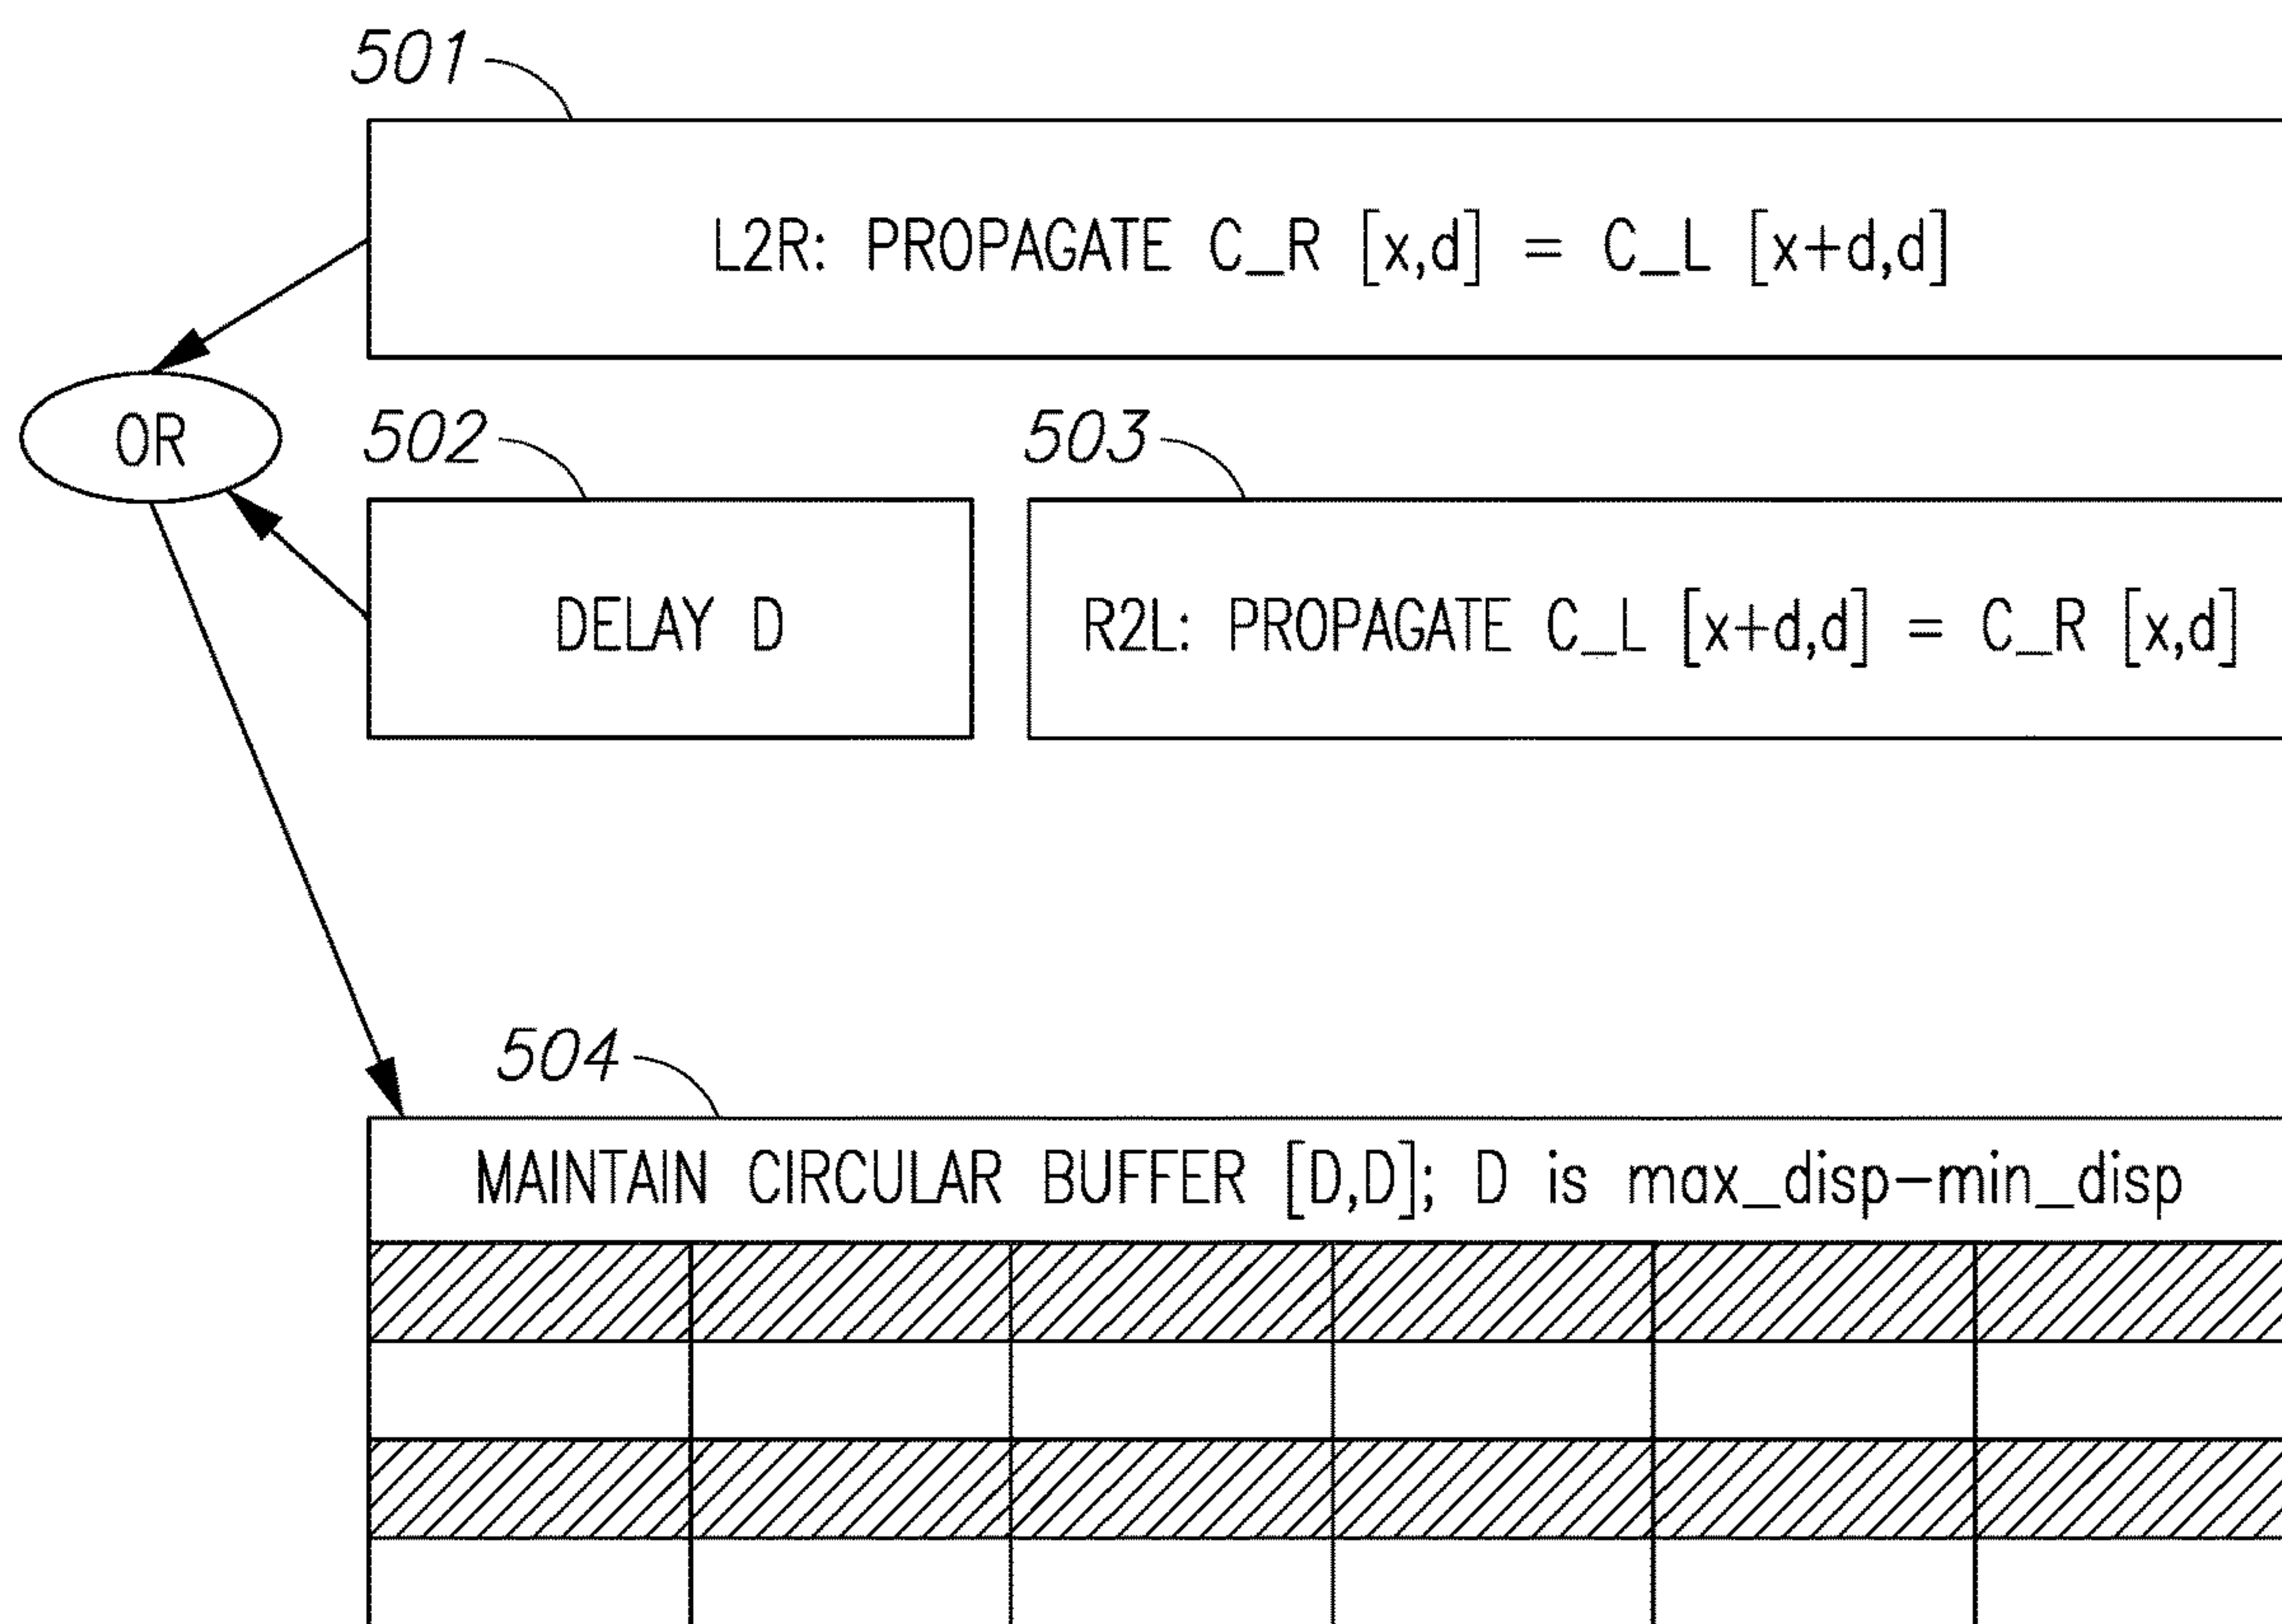 501
L2R: PROPAGATE C_R [x,d] = C_L [x+d,d]
OR
502
503
DELAY D
R2L: PROPAGATE C_L [x+d,d] = C_R [x,d]
504
MAINTAIN CIRCULAR BUFFER [D,D]; D is max_disp-min_disp